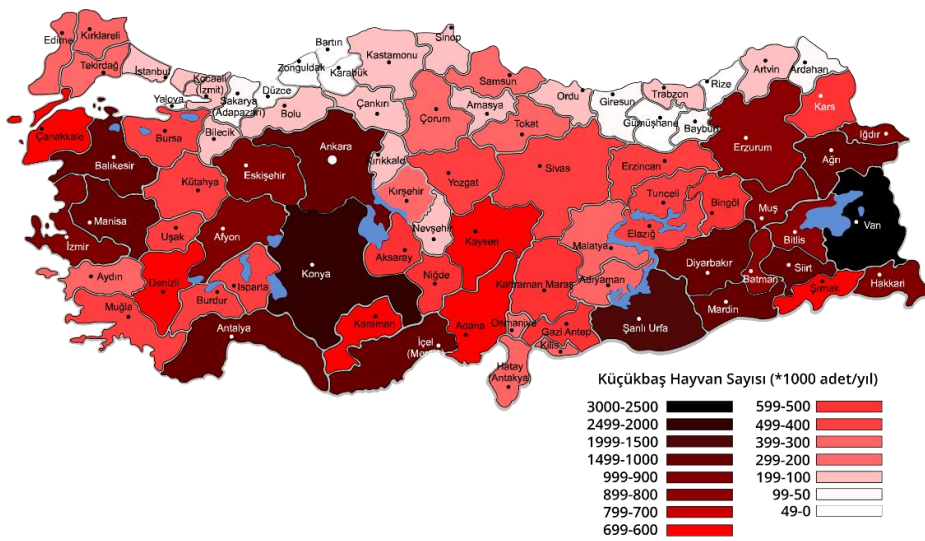 Edirne
Kırklareli
Tekirdağ
İstanbul
Kocaeli
(İzmit)
Yalova
Sakarya
(Adapazarı)
Düzce
Zonguldak
Bartın
Karabük
Kastamonu
Sinop
Samsun
Ordu
Giresun
Trabzon
Rize
Artvin
Ardahan
Kars
Gümüşhane
Bayburt
Çanakkale
Balıkesir
Bursa
Bilecik
Bolu
Çankırı
Çorum
Amasya
Tokat
Erzincan
Erzurum
Iğdır
Ağrı
Ankara
Kırıkkale
Eskişehir
Kütahya
Kırşehir
Yozgat
Sivas
Tunceli
Bingöl
Muş
Van
Manisa
İzmir
Uşak
Afyon
Nevşehir
Kayseri
Malatya
Elazığ
Bitlis
Aydın
Denizli
Konya
Aksaray
Niğde
Kahraman Maraş
Adıyaman
Diyarbakır
Batman
Siirt
Hakkari
Şırnak
Muğla
Burdur
Isparta
Antalya
Karaman
İçel
Adana
Osmaniye
Gazi Antep
Kilis
Şanlı Urfa
Mardin
Hatay
(Antakya)
Küçükbaş Hayvan Sayısı (*1000 adet/yıl)
3000-2500
2499-2000
1999-1500
1499-1000
999-900
899-800
799-700
699-600
599-500
499-400
399-300
299-200
199-100
99-50
49-0